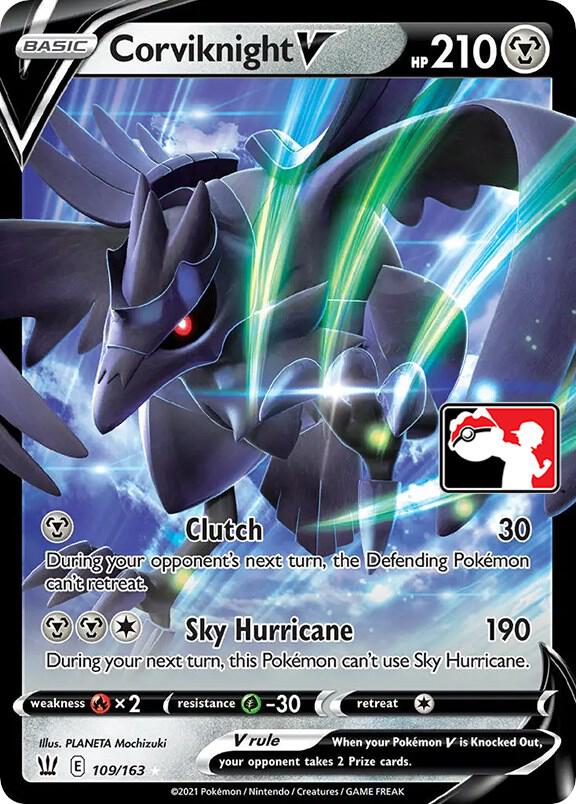 BASIC Corviknight V HP 210
Clutch 30
During your opponent's next turn, the Defending Pokémon
can't retreat.
Sky Hurricane 190
During your next turn, this Pokémon can't use Sky Hurricane.
weakness ×2 resistance -30 retreat
Illus. PLANETA Mochizuki
V rule When your Pokémon V is Knocked Out,
your opponent takes 2 Prize cards.
E 109/163 ★
©2021 Pokémon / Nintendo / Creatures / GAME FREAK